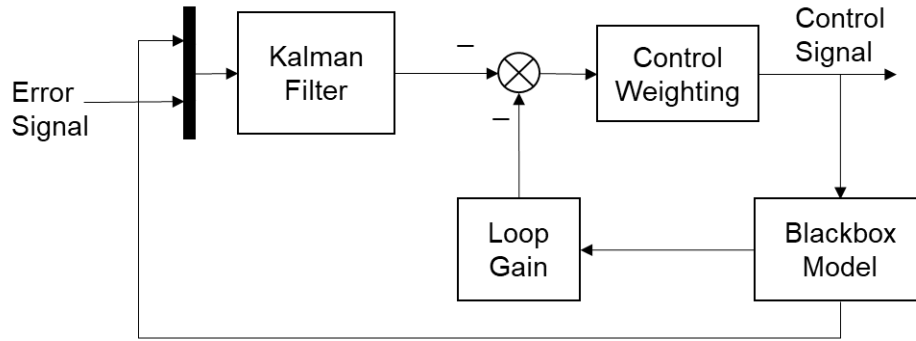 Kalman
Filter
–
Control
Weighting
Control
Signal
Error
Signal
–
Loop
Gain
Blackbox
Model